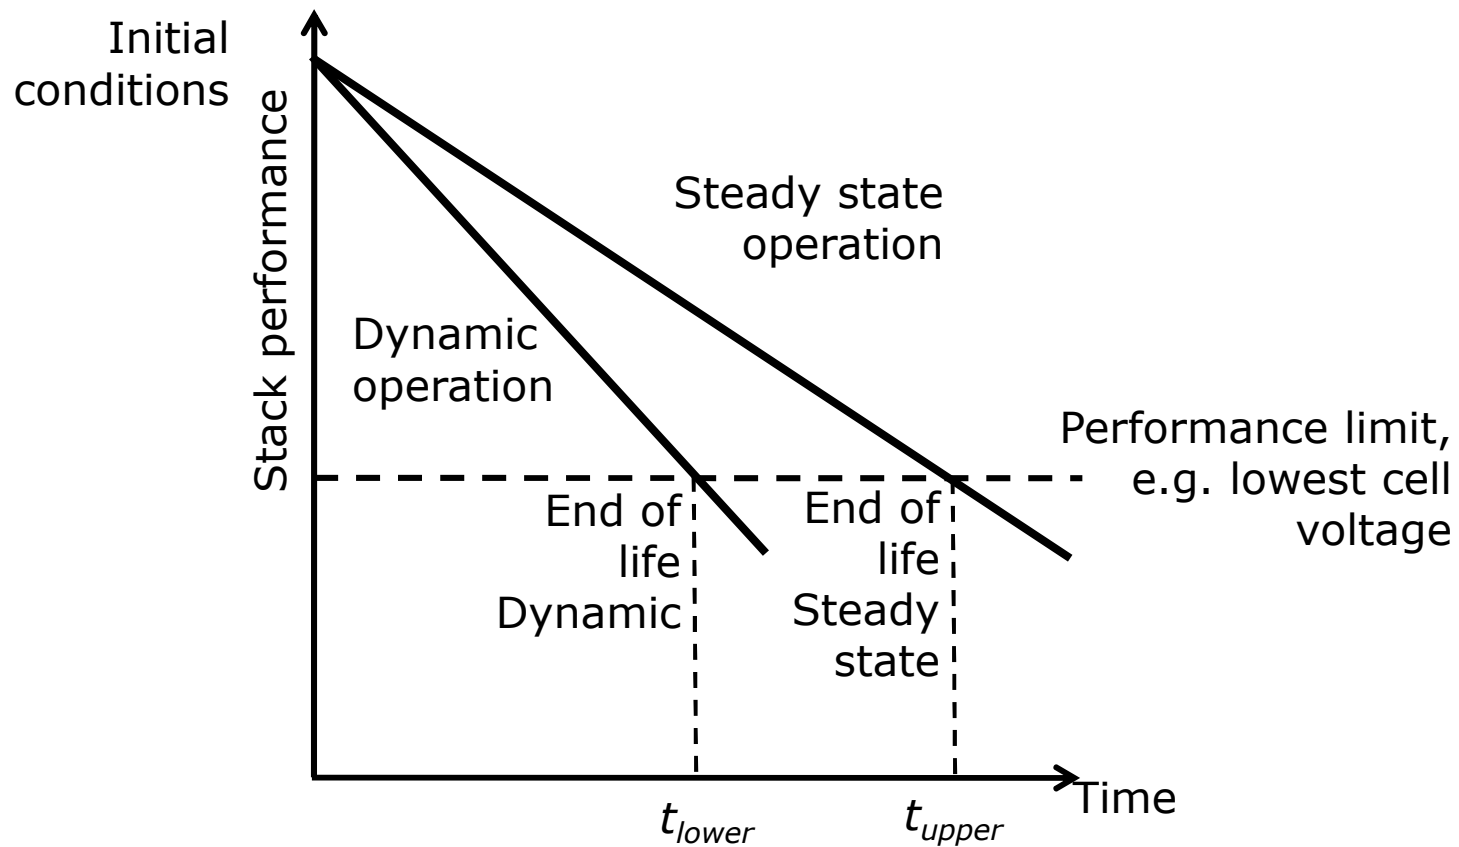 Initial
conditions
Stack performance
Steady state
operation
Dynamic
operation
Performance limit,
e.g. lowest cell
voltage
End of
life
Dynamic
End of
life
Steady
state
Time
t_lower
t_upper